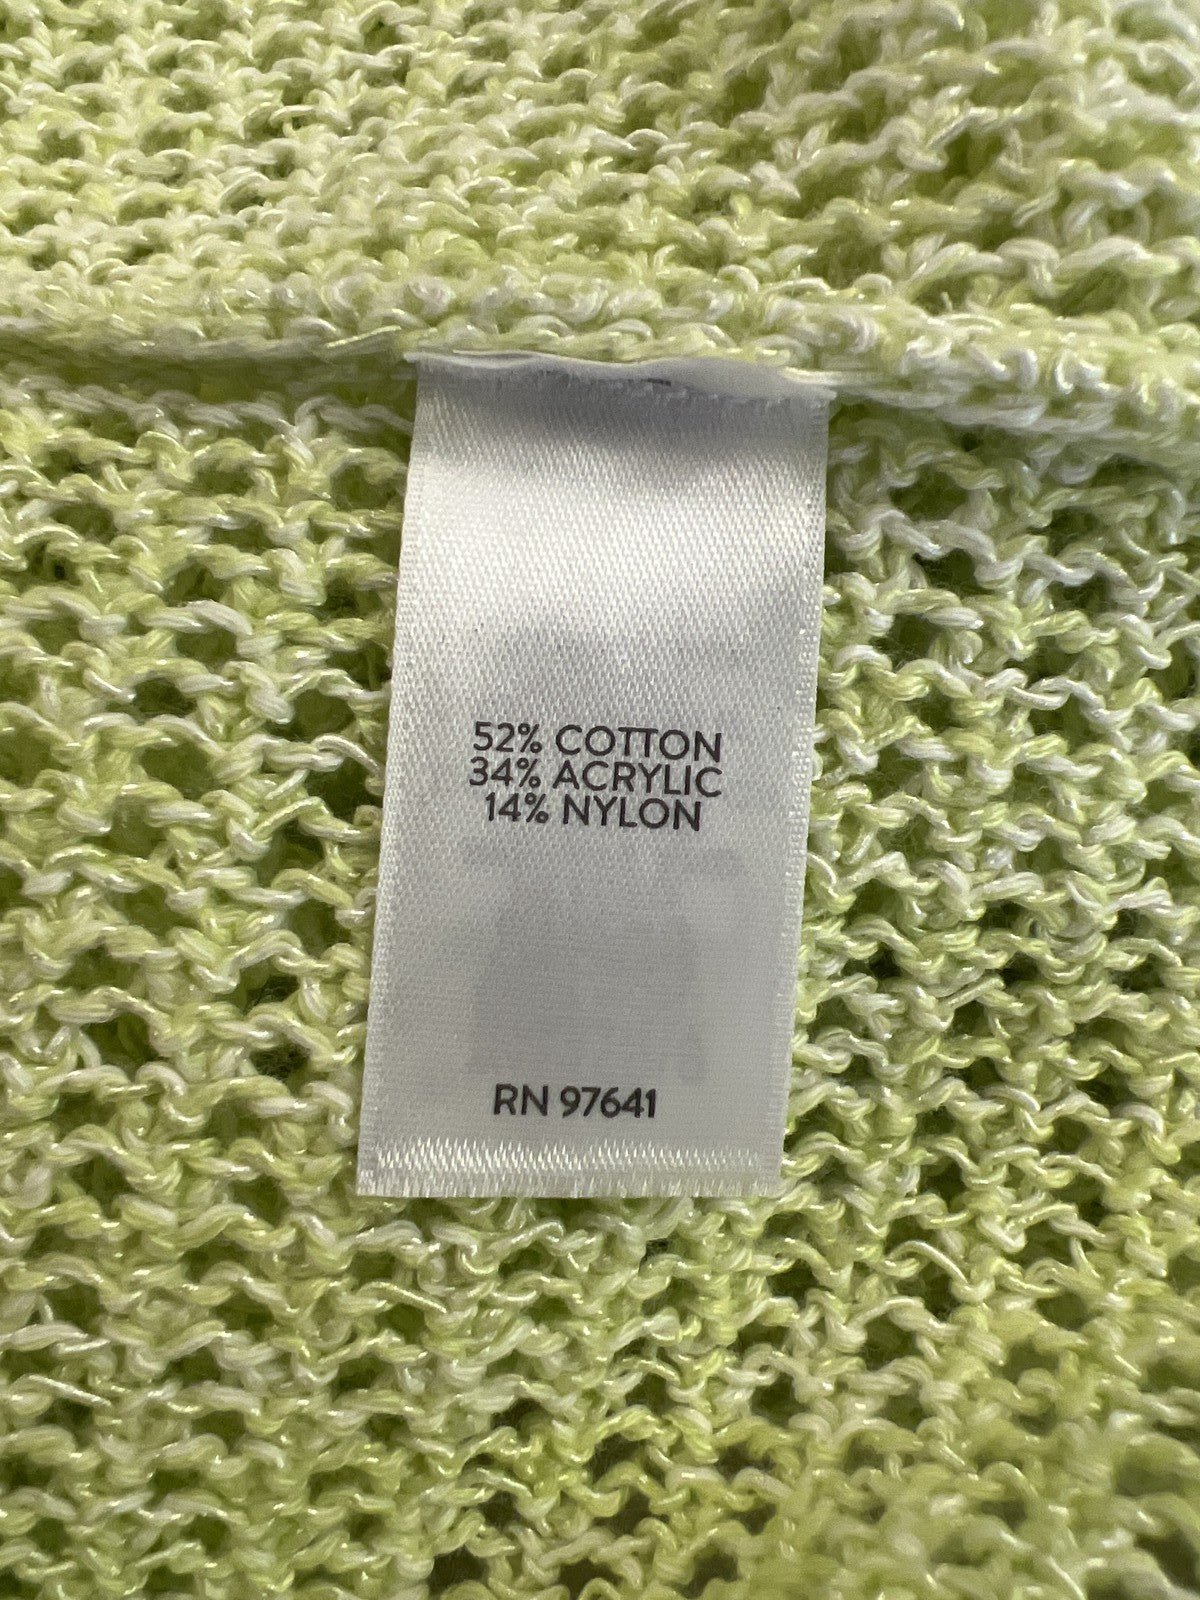 52% COTTON
34% ACRYLIC
14% NYLON
RN 97641